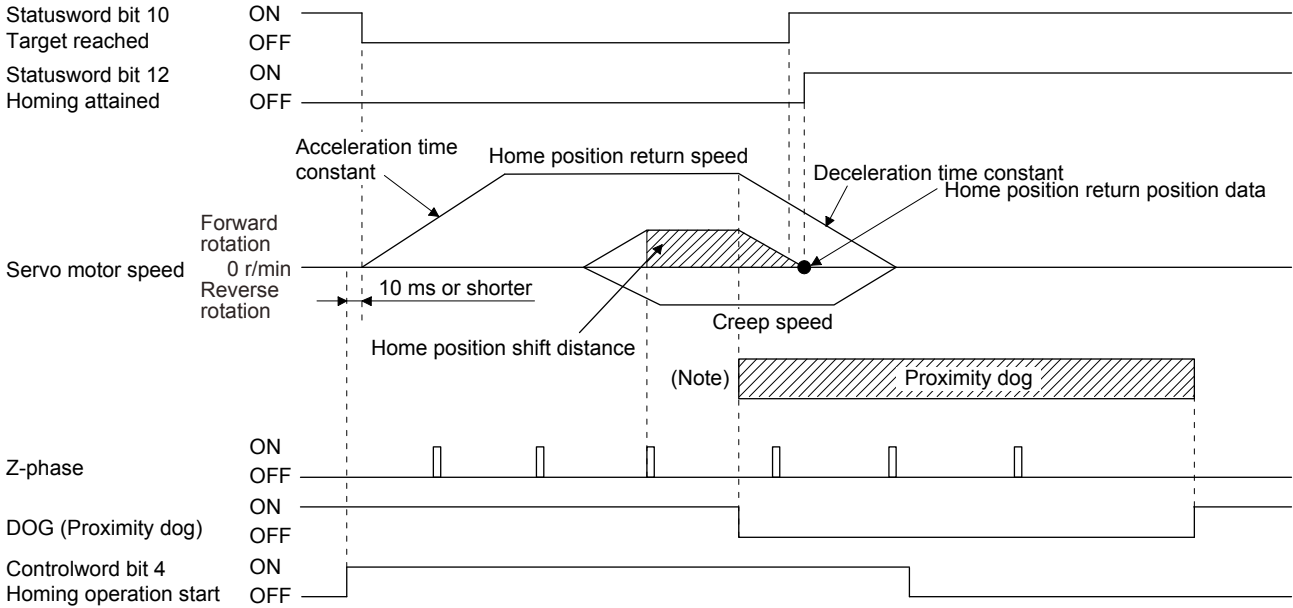 Statusword bit 10 ON
Target reached OFF
Statusword bit 12 ON
Homing attained OFF
Acceleration time
constant
Home position return speed
Deceleration time constant
Home position return position data
Forward
rotation
Servo motor speed 0 r/min
Reverse
rotation
10 ms or shorter
Creep speed
Home position shift distance
(Note) Proximity dog
ON
Z-phase
OFF
ON
DOG (Proximity dog)
OFF
Controlword bit 4 ON
Homing operation start OFF